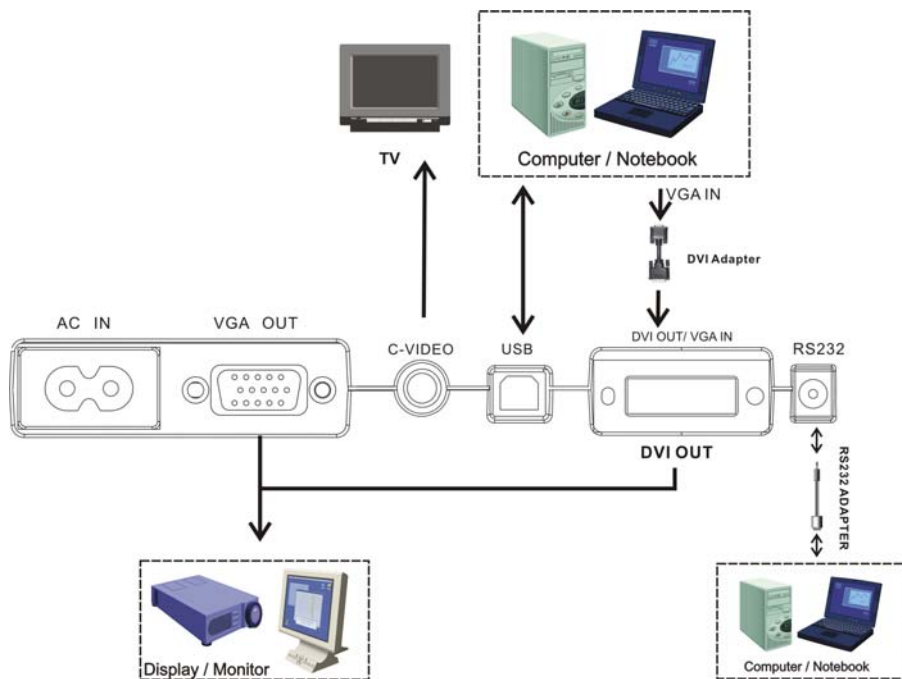 TV
Computer / Notebook
VGA IN
DVI Adapter
AC IN
VGA OUT
C-VIDEO
USB
DVI OUT/ VGA IN
RS232
DVI OUT
RS232 ADAPTER
Display / Monitor
Computer / Notebook